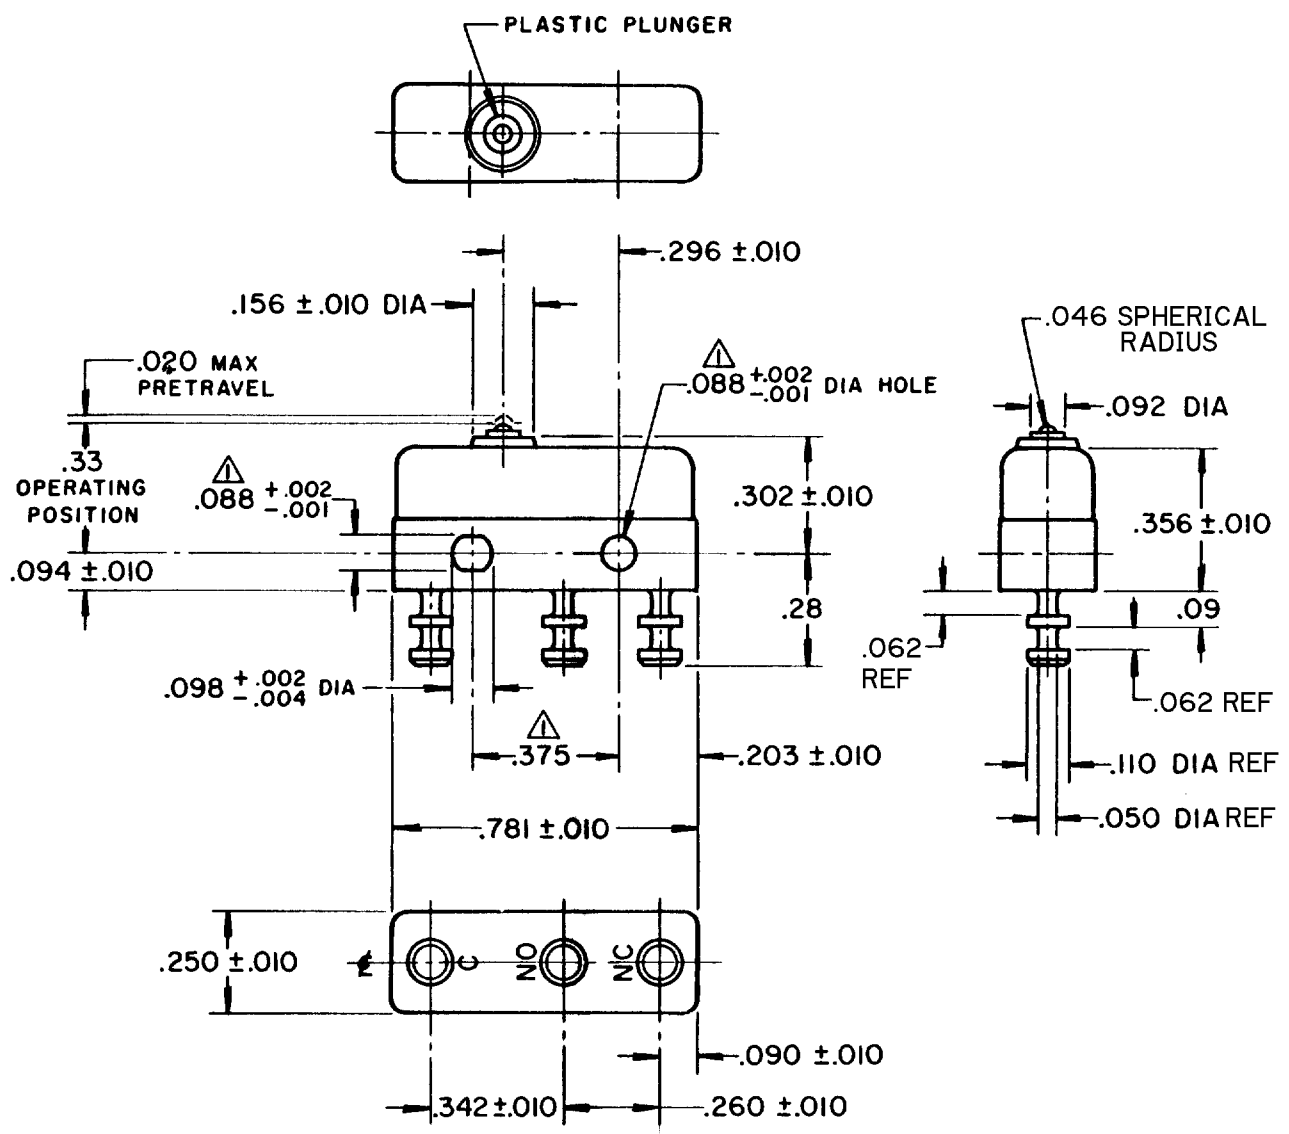 PLASTIC PLUNGER
.296 ±.010
.156 ±.010 DIA
.046 SPHERICAL
RADIUS
.020 MAX
PRETRAVEL
1
.088 +.002 -.001 DIA HOLE
.092 DIA
.33
OPERATING
POSITION
1
.088 +.002 -.001
.302 ±.010
.356 ±.010
.094 ±.010
.28
.09
.062
REF
.098 +.002 -.004 DIA
.062 REF
1
.375
.203 ±.010
.110 DIA REF
.781 ±.010
.050 DIA REF
.250 ±.010
C
NO
NC
.090 ±.010
.342 ±.010
.260 ±.010